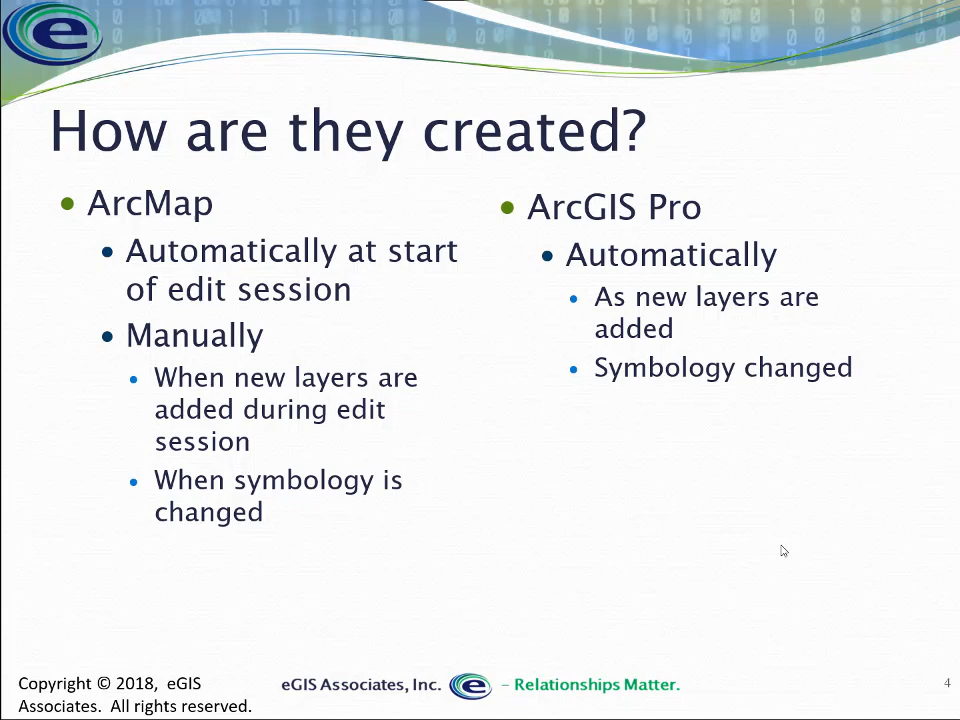 How are they created?
• ArcMap
• Automatically at start
of edit session
• Manually
• When new layers are
added during edit
session
• When symbology is
changed
• ArcGIS Pro
• Automatically
• As new layers are
added
• Symbology changed
Copyright © 2018, eGIS
Associates. All rights reserved.
eGIS Associates, Inc. e – Relationships Matter.
4